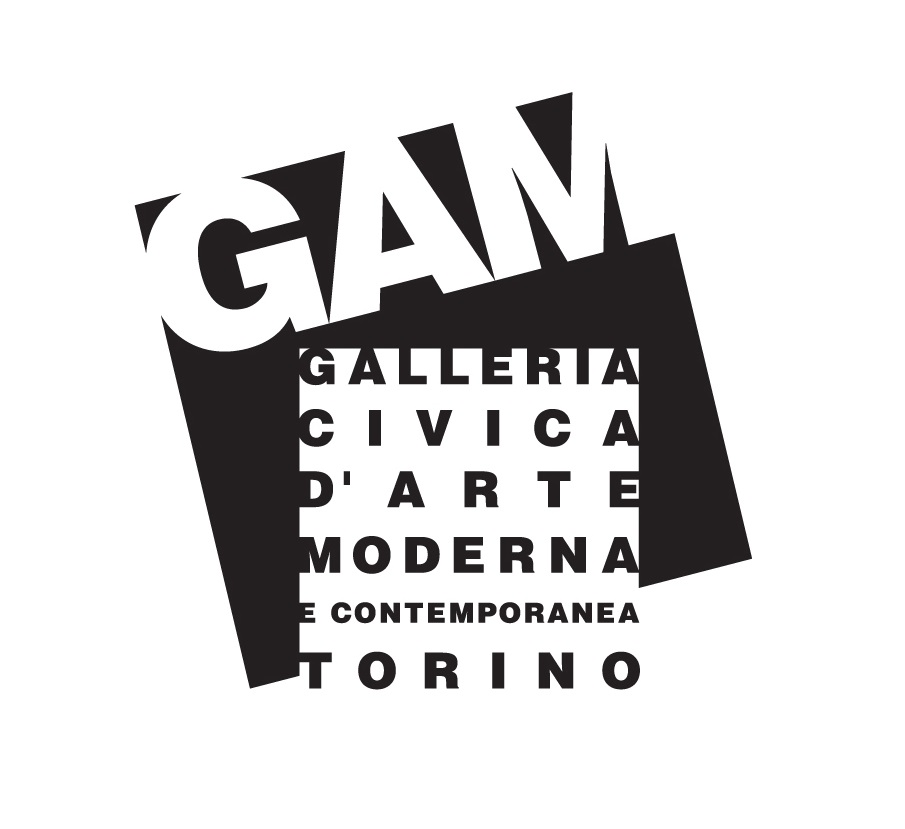 GAM
GALLERIA
CIVICA
D'ARTE
MODERNA
E CONTEMPORANEA
TORINO